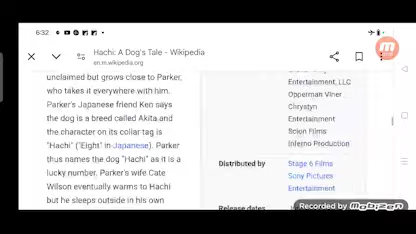 6:32
Hachi: A Dog's Tale - Wikipedia
en.m.wikipedia.org
unclaimed but grows close to Parker,
who takes it everywhere with him.
Parker's Japanese friend Ken says
the dog is a breed called Akita and
the character on its collar tag is
"Hachi" ("Eight" in Japanese). Parker
thus names the dog "Hachi" as it is a
lucky number. Parker's wife Cate
Wilson eventually warms to Hachi
but he sleeps outside in his own
Entertainment, LLC
Opperman Viner
Chrystyn
Entertainment
Scion Films
Inferno Production
Distributed by
Stage 6 Films
Sony Pictures
Entertainment
Release dates
Recorded by
mobizen